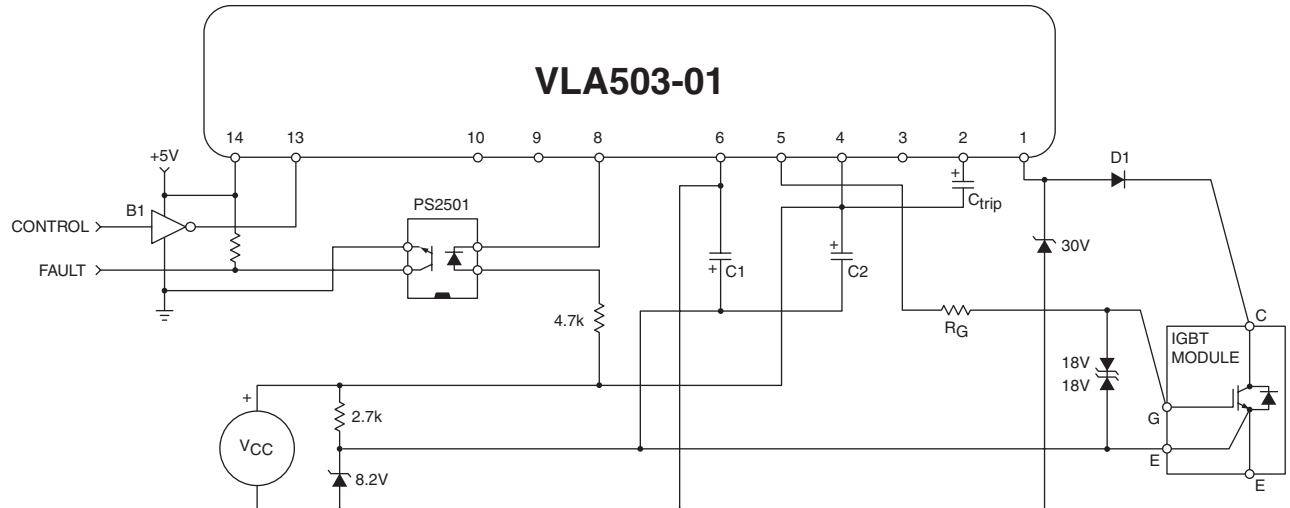 VLA503-01
14 13 10 9 8 6 5 4 3 2 1
+5V
D1
+
Ctrip
B1
PS2501
CONTROL
+
30V
+ C1
C2
FAULT
4.7k
RG
C
IGBT
MODULE
18V
18V
+
2.7k
G
VCC
E
8.2V
E